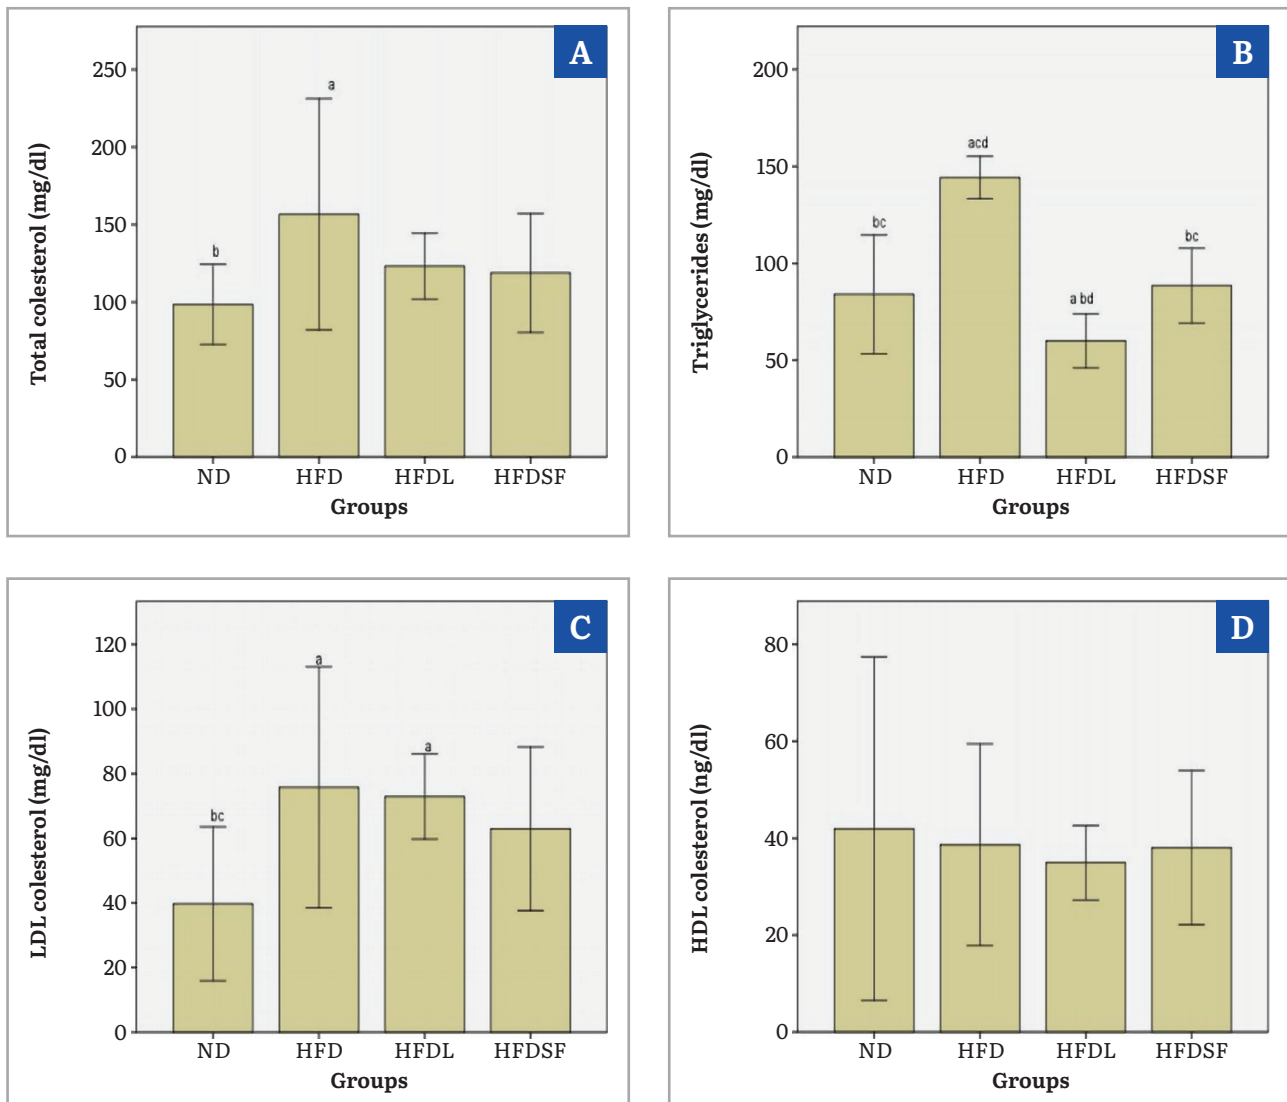 A
Total colesterol (mg/dl)
250
200
150
100
50
0
b
a
ND HFD HFDL HFDSF
Groups
B
Triglycerides (mg/dl)
200
150
100
50
0
bc
acd
a bd
bc
ND HFD HFDL HFDSF
Groups
C
LDL colesterol (mg/dl)
120
100
80
60
40
20
0
bc
a
a
ND HFD HFDL HFDSF
Groups
D
HDL colesterol (ng/dl)
80
60
40
20
0
ND HFD HFDL HFDSF
Groups